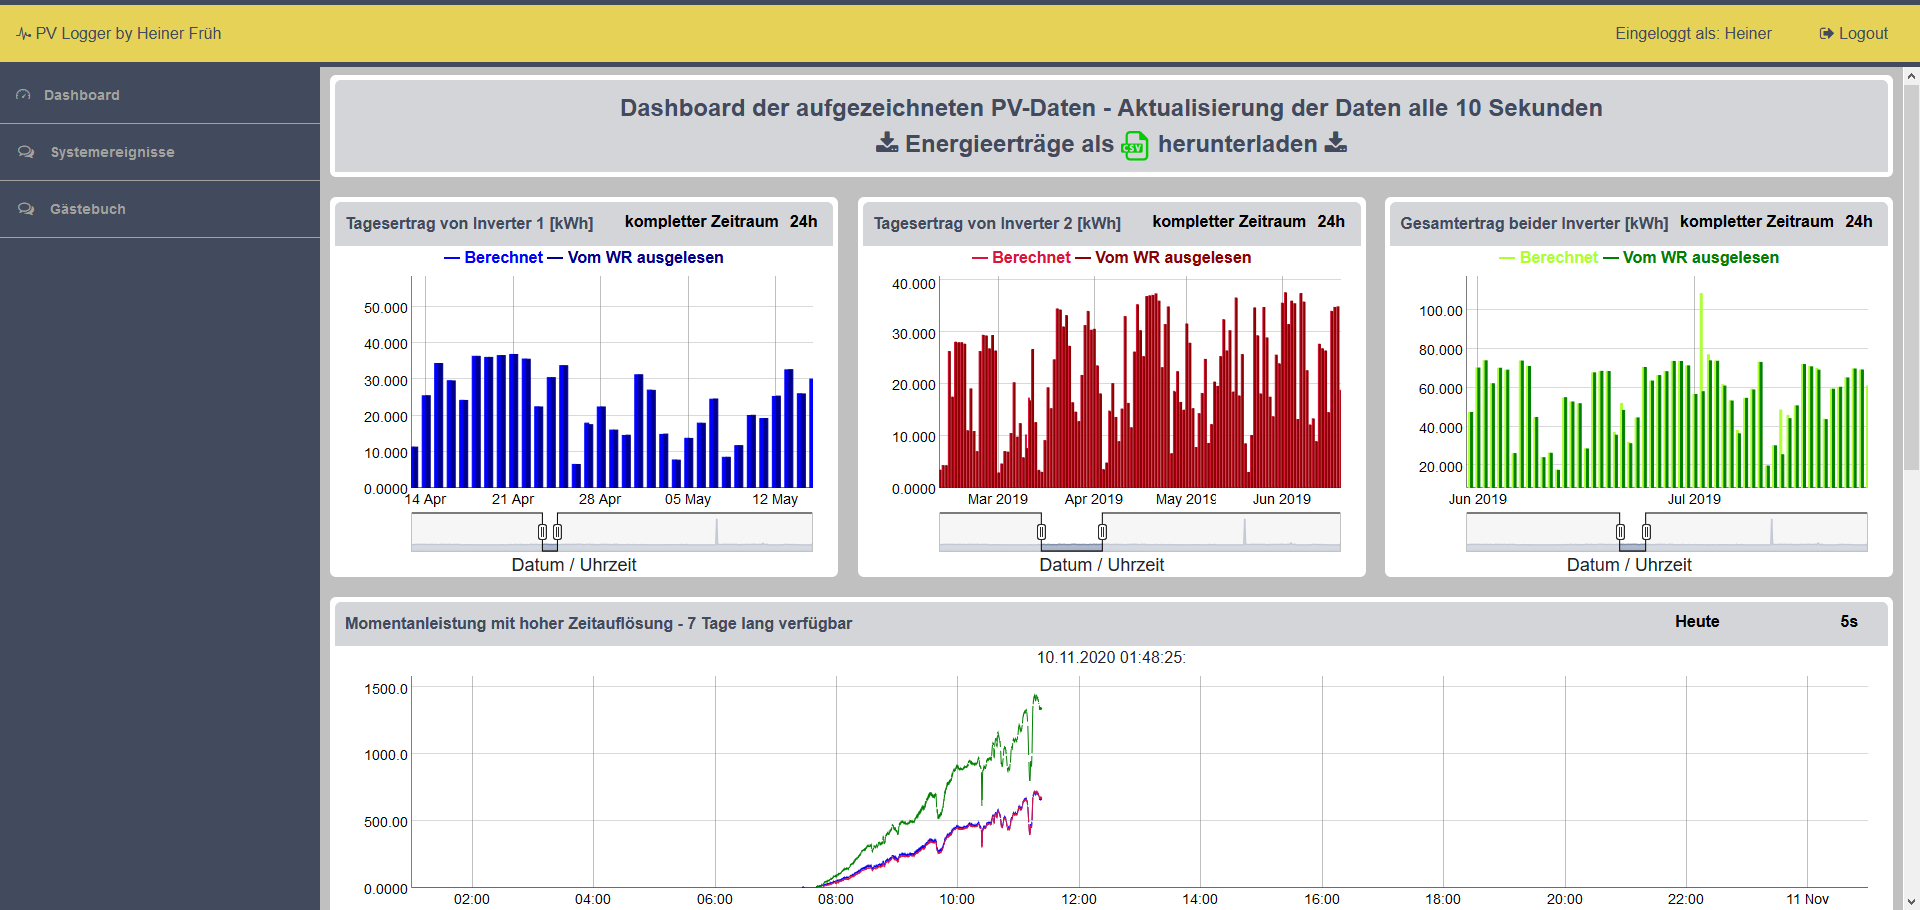 PV Logger by Heiner Früh
Eingeloggt als: Heiner
Logout
Dashboard
Systemereignisse
Gästebuch
Dashboard der aufgezeichneten PV-Daten - Aktualisierung der Daten alle 10 Sekunden
Energieerträge als CSV herunterladen
Tagesertrag von Inverter 1 [kWh] kompletter Zeitraum 24h
Berechnet Vom WR ausgelesen
50.000
40.000
30.000
20.000
10.000
0.0000
14 Apr 21 Apr 28 Apr 05 May 12 May
Datum / Uhrzeit
Tagesertrag von Inverter 2 [kWh] kompletter Zeitraum 24h
Berechnet Vom WR ausgelesen
40.000
30.000
20.000
10.000
0.0000
Mar 2019 Apr 2019 May 2019 Jun 2019
Datum / Uhrzeit
Gesamtertrag beider Inverter [kWh] kompletter Zeitraum 24h
Berechnet Vom WR ausgelesen
100.00
80.000
60.000
40.000
20.000
Jun 2019 Jul 2019
Datum / Uhrzeit
Momentanleistung mit hoher Zeitauflösung - 7 Tage lang verfügbar
Heute 5s
10.11.2020 01:48:25:
1500.0
1000.0
500.00
0.0000
02:00 04:00 06:00 08:00 10:00 12:00 14:00 16:00 18:00 20:00 22:00 11 Nov